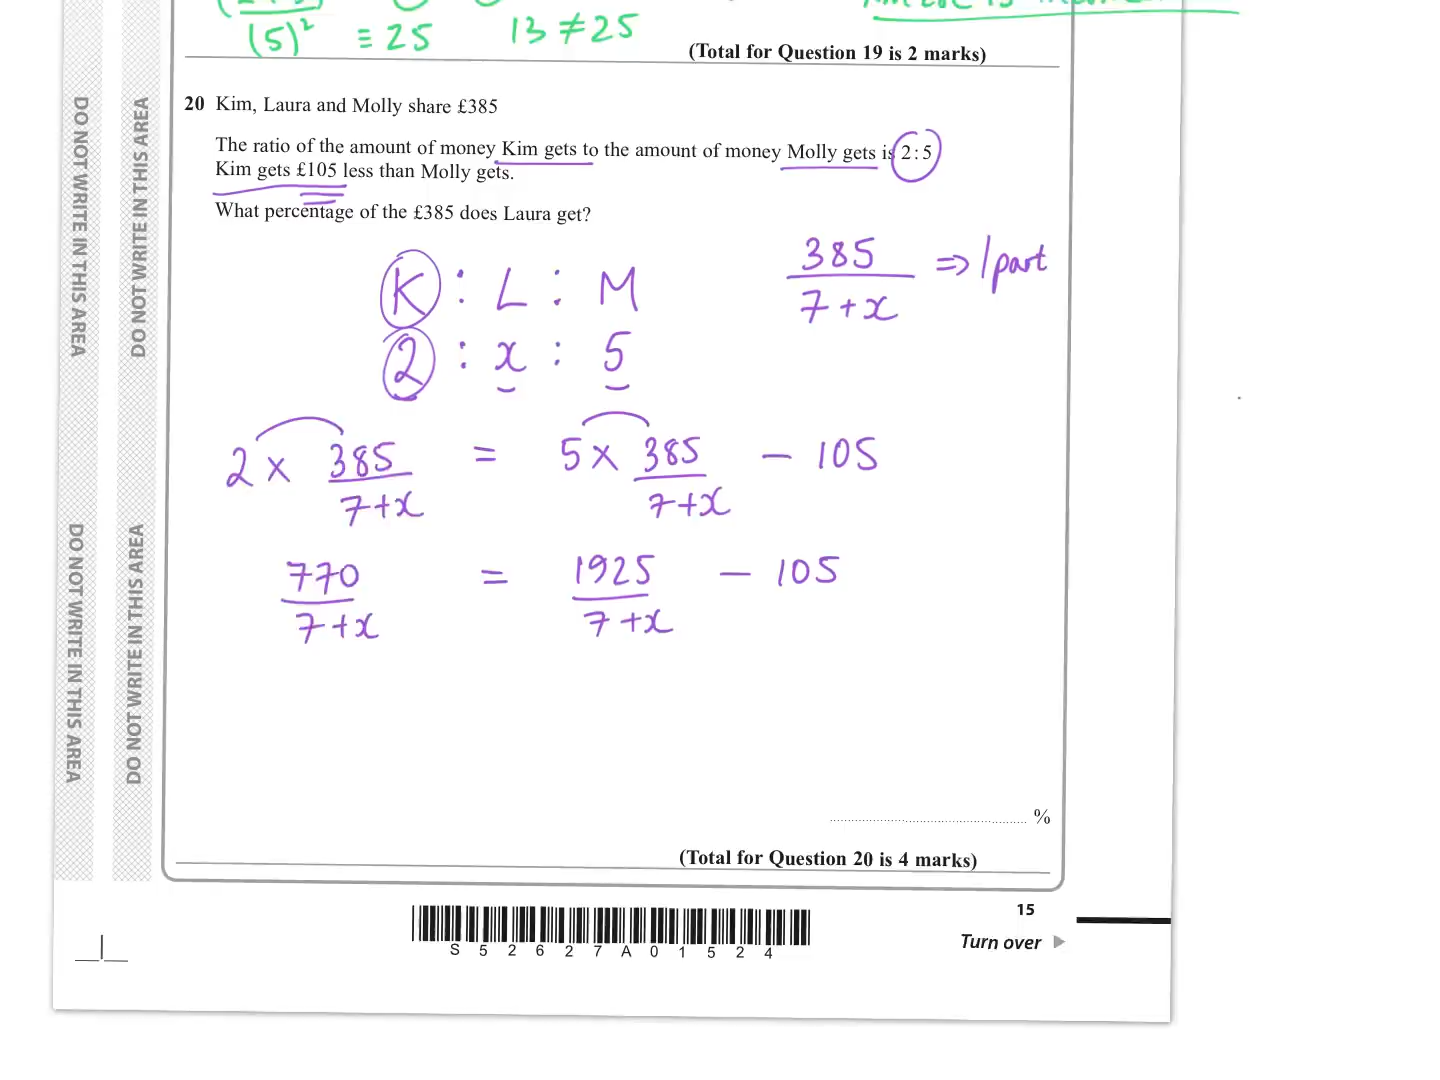 (5)² ≡ 25 13 ≠ 25
(Total for Question 19 is 2 marks)
20 Kim, Laura and Molly share £385
The ratio of the amount of money Kim gets to the amount of money Molly gets is 2 : 5
Kim gets £105 less than Molly gets.
What percentage of the £385 does Laura get?
385
7 + x
=> 1 part
K : L : M
2 : x : 5
2 × 385 = 5 × 385 − 105
7 + x 7 + x
770 = 1925 − 105
7 + x 7 + x
%
(Total for Question 20 is 4 marks)
15
S 5 2 6 2 7 A 0 1 5 2 4
Turn over
DO NOT WRITE IN THIS AREA
DO NOT WRITE IN THIS AREA
DO NOT WRITE IN THIS AREA
DO NOT WRITE IN THIS AREA